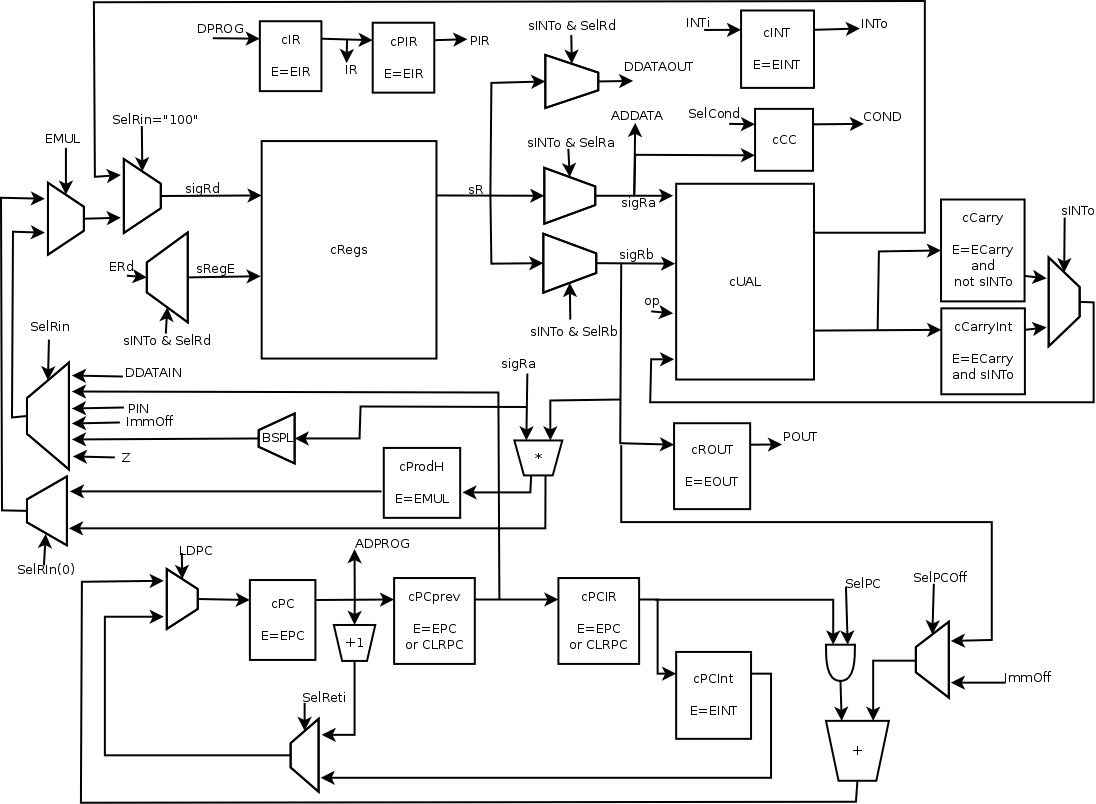 DPROG
cIR
E=EIR
IR
cPIR
E=EIR
PIR
sINTo & SelRd
DDATAOUT
INTi
cINT
E=EINT
INTo
SelRin="100"
EMUL
sigRd
cRegs
sR
ADDATA
sINTo & SelRa
sigRa
SelCond
cCC
COND
ERd
sRegE
sINTo & SelRd
sigRb
sINTo & SelRb
op
cUAL
cCarry
E=ECarry
and
not sINTo
sINTo
cCarryInt
E=ECarry
and sINTo
SelRin
DDATAIN
PIN
ImmOff
BSPL
Z
sigRa
*
cProdH
E=EMUL
cROUT
E=EOUT
POUT
SelRIn(0)
LDPC
ADPROG
cPC
E=EPC
+1
cPCprev
E=EPC
or CLRPC
cPCIR
E=EPC
or CLRPC
SelPC
SelPCOff
cPCInt
E=EINT
ImmOff
SelReti
+